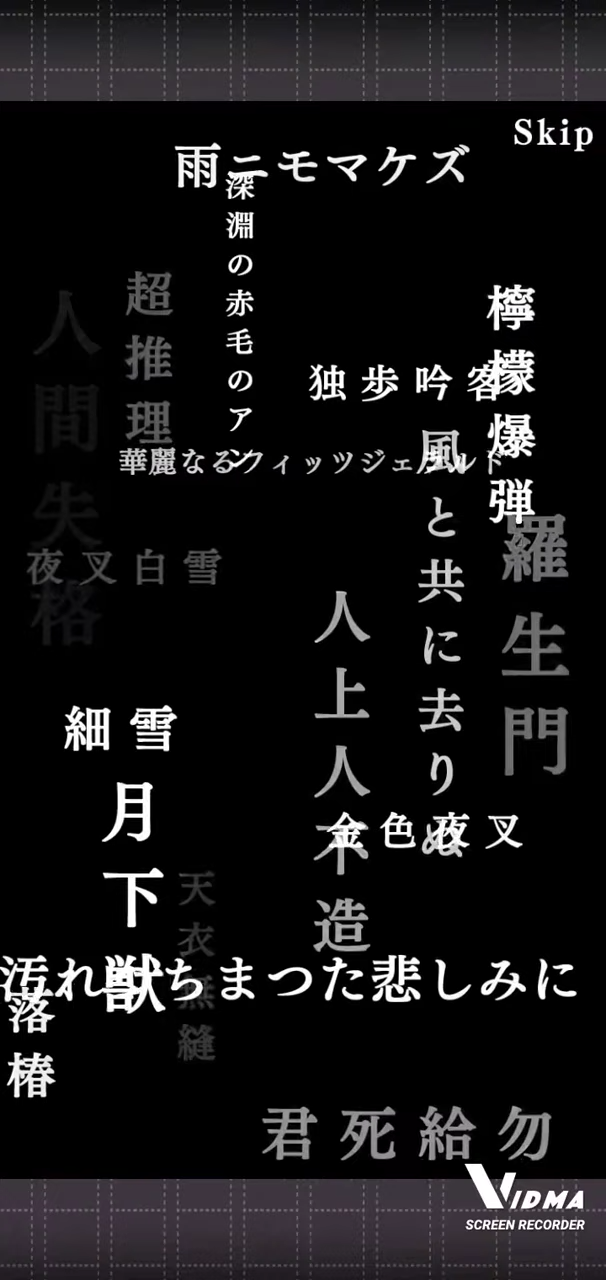 Skip
雨ニモマケズ
深淵の赤毛のアン
超推理
人間失格
檸檬爆弾
独歩吟客
風と共に去りぬ
華麗なるフィッツジェラルド
羅生門
夜叉白雪
人上人不造
細雪
月下獣
金色夜叉
天衣無縫
汚れつちまつた悲しみに
落椿
君死給勿
VIDMA
SCREEN RECORDER